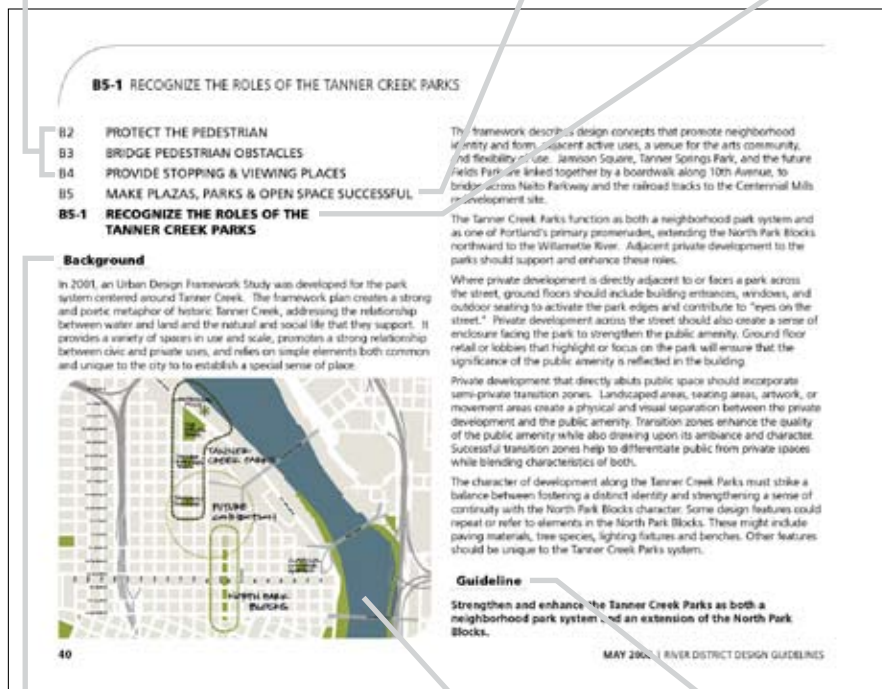 B5-1 RECOGNIZE THE ROLES OF THE TANNER CREEK PARKS
B2 PROTECT THE PEDESTRIAN
B3 BRIDGE PEDESTRIAN OBSTACLES
B4 PROVIDE STOPPING & VIEWING PLACES
B5 MAKE PLAZAS, PARKS & OPEN SPACE SUCCESSFUL
B5-1 RECOGNIZE THE ROLES OF THE
TANNER CREEK PARKS
Background
In 2001, an Urban Design Framework Study was developed for the park
system centered around Tanner Creek. The framework plan creates a strong
and poetic metaphor of historic Tanner Creek, addressing the relationship
between water and land and the natural and social life that they support. It
provides a variety of spaces in use and scale, promotes a strong relationship
between civic and private uses, and relies on simple elements both common
and unique to the city to to establish a special sense of place.
TANNER
CREEK PARKS
FUTURE
CONNECTION
NORTH PARK
BLOCKS
40
The framework describes design concepts that promote neighborhood
identity and form, adjacent active uses, a venue for the arts community,
and flexibility of use. Jamison Square, Tanner Springs Park, and the future
Fields Park are linked together by a boardwalk along 10th Avenue, to
bridge across Naito Parkway and the railroad tracks to the Centennial Mills
redevelopment site.
The Tanner Creek Parks function as both a neighborhood park system and
as one of Portland's primary promenades, extending the North Park Blocks
northward to the Willamette River. Adjacent private development to the
parks should support and enhance these roles.
Where private development is directly adjacent to or faces a park across
the street, ground floors should include building entrances, windows, and
outdoor seating to activate the park edges and contribute to "eyes on the
street." Private development across the street should also create a sense of
enclosure facing the park to strengthen the public amenity. Ground floor
retail or lobbies that highlight or focus on the park will ensure that the
significance of the public amenity is reflected in the building.
Private development that directly abuts public space should incorporate
semi-private transition zones. Landscaped areas, seating areas, artwork, or
movement areas create a physical and visual separation between the private
development and the public amenity. Transition zones enhance the quality
of the public amenity while also drawing upon its ambiance and character.
Successful transition zones help to differentiate public from private spaces
while blending characteristics of both.
The character of development along the Tanner Creek Parks must strike a
balance between fostering a distinct identity and strengthening a sense of
continuity with the North Park Blocks character. Some design features could
repeat or refer to elements in the North Park Blocks. These might include
paving materials, tree species, lighting fixtures and benches. Other features
should be unique to the Tanner Creek Parks system.
Guideline
Strengthen and enhance the Tanner Creek Parks as both a
neighborhood park system and an extension of the North Park
Blocks.
MAY | RIVER DISTRICT DESIGN GUIDELINES